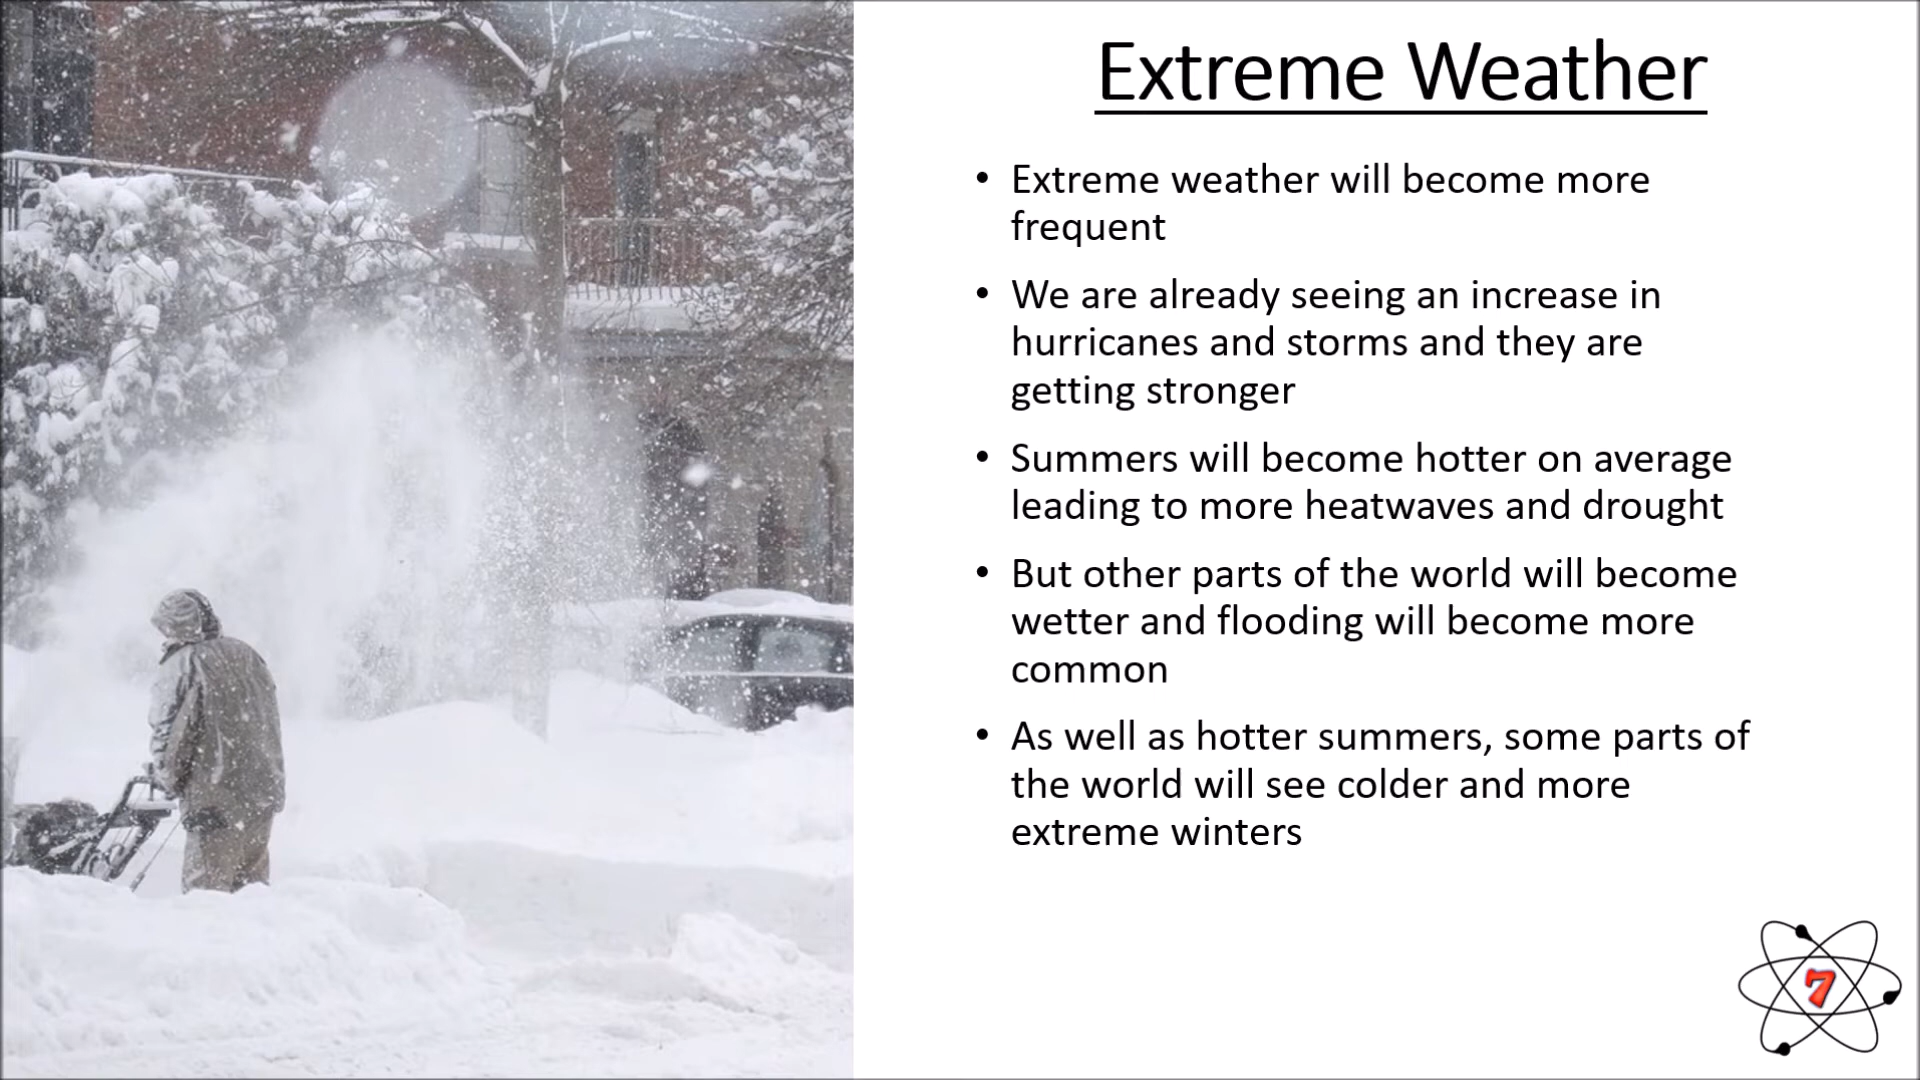 Extreme Weather
• Extreme weather will become more
frequent
• We are already seeing an increase in
hurricanes and storms and they are
getting stronger
• Summers will become hotter on average
leading to more heatwaves and drought
• But other parts of the world will become
wetter and flooding will become more
common
• As well as hotter summers, some parts of
the world will see colder and more
extreme winters
7